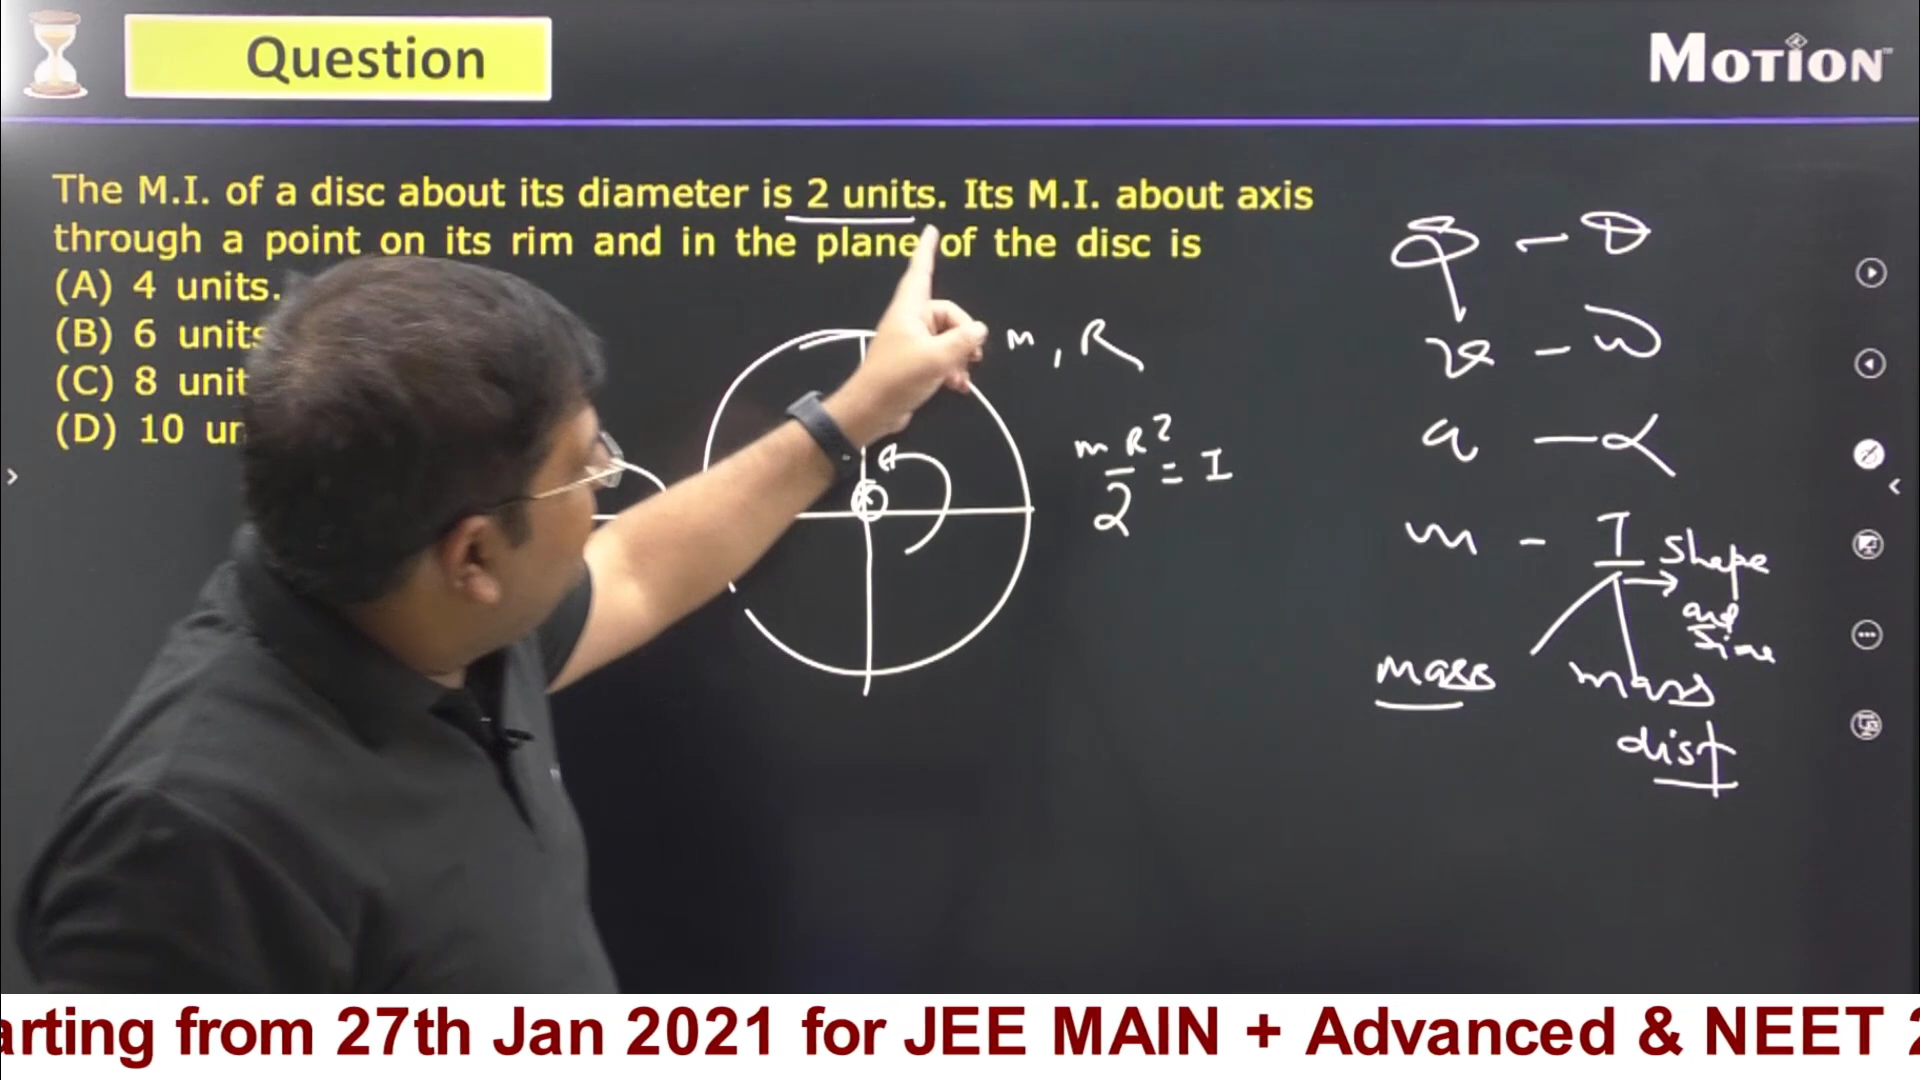 Question
MOTION
The M.I. of a disc about its diameter is 2 units. Its M.I. about axis
through a point on its rim and in the plane of the disc is
(A) 4 units.
(B) 6 units
(C) 8 unit
(D) 10 un
m, R
mR²/2 = I
v - ω
a - α
m - I
shape
and
size
mass
mass
dist
arting from 27th Jan 2021 for JEE MAIN + Advanced & NEET 2